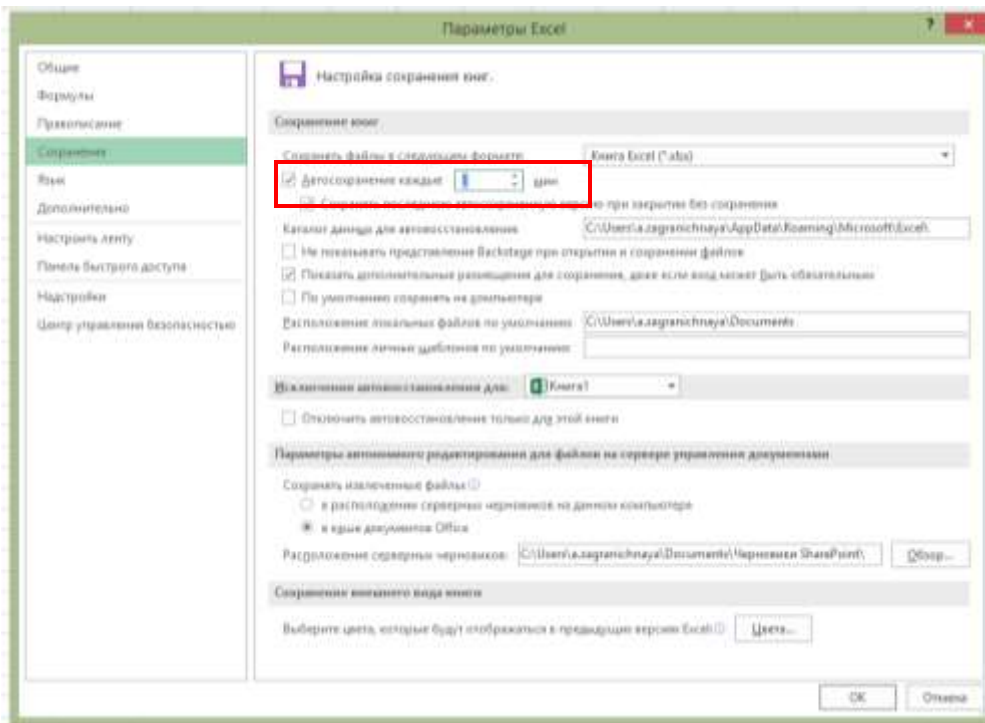 Параметры Excel
?
Общие
Формулы
Правописание
Сохранение
Язык
Дополнительно
Настроить ленту
Панель быстрого доступа
Надстройки
Центр управления безопасностью
Настройка сохранения книг.
Сохранение книг
Сохранять файлы в следующем формате: Книга Excel (*.xlsx)
Автосохранение каждые мин
Сохранять последнюю автосохраненную версию при закрытии без сохранения
Каталог данных для автовосстановления: C:\Users\a.zagranichnaya\AppData\Roaming\Microsoft\Excel\
Не показывать представление Backstage при открытии и сохранении файлов
Показать дополнительные размещения для сохранения, даже если вход может быть обязательным
По умолчанию сохранять на компьютере
Расположение локальных файлов по умолчанию: C:\Users\a.zagranichnaya\Documents
Расположение личных шаблонов по умолчанию:
Исключения автовосстановления для: Книга1
Отключить автовосстановление только для этой книги
Параметры автономного редактирования для файлов на сервере управления документами
Сохранять извлеченные файлы
в расположении серверных черновиков на данном компьютере
в кэше документов Office
Расположение серверных черновиков: C:\Users\a.zagranichnaya\Documents\Черновики SharePoint\ Обзор...
Сохранение внешнего вида книги
Выберите цвета, которые будут отображаться в предыдущих версиях Excel: Цвета...
ОК Отмена